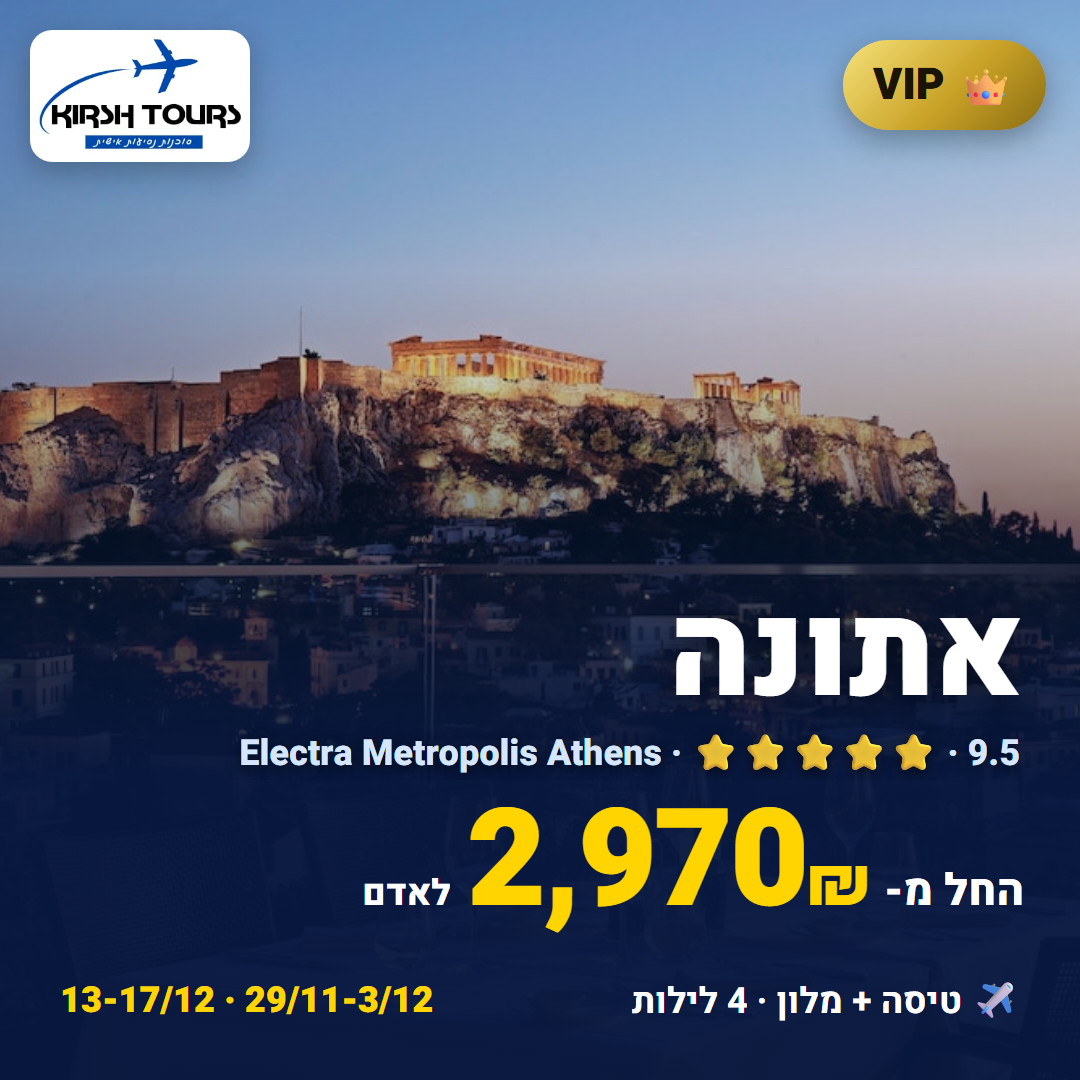 KIRSH TOURS
סוכנות נסיעות אישית
VIP 👑
אתונה
9.5 · ⭐⭐⭐⭐⭐ · Electra Metropolis Athens
החל מ- ₪2,970 לאדם
✈️ טיסה + מלון · 4 לילות
29/11-3/12 · 13-17/12